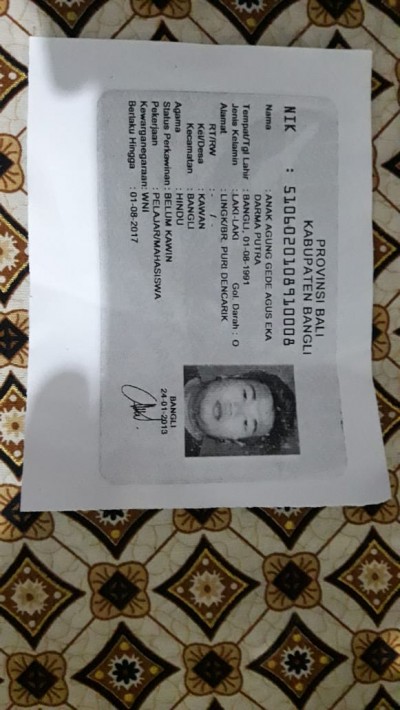 PROVINSI BALI
KABUPATEN BANGLI
NIK : 5106020108910008
Nama : ANAK AGUNG GEDE AGUS EKA
DARMA PUTRA
Tempat/Tgl Lahir : BANGLI, 01-08-1991
Jenis Kelamin : LAKI-LAKI Gol. Darah : O
Alamat : LINGK/BR. PURI DENCARIK
RT/RW : - / -
Kel/Desa : KAWAN
Kecamatan : BANGLI
Agama : HINDU
Status Perkawinan: BELUM KAWIN
Pekerjaan : PELAJAR/MAHASISWA
Kewarganegaraan: WNI
Berlaku Hingga : 01-08-2017
BANGLI
24-01-2013